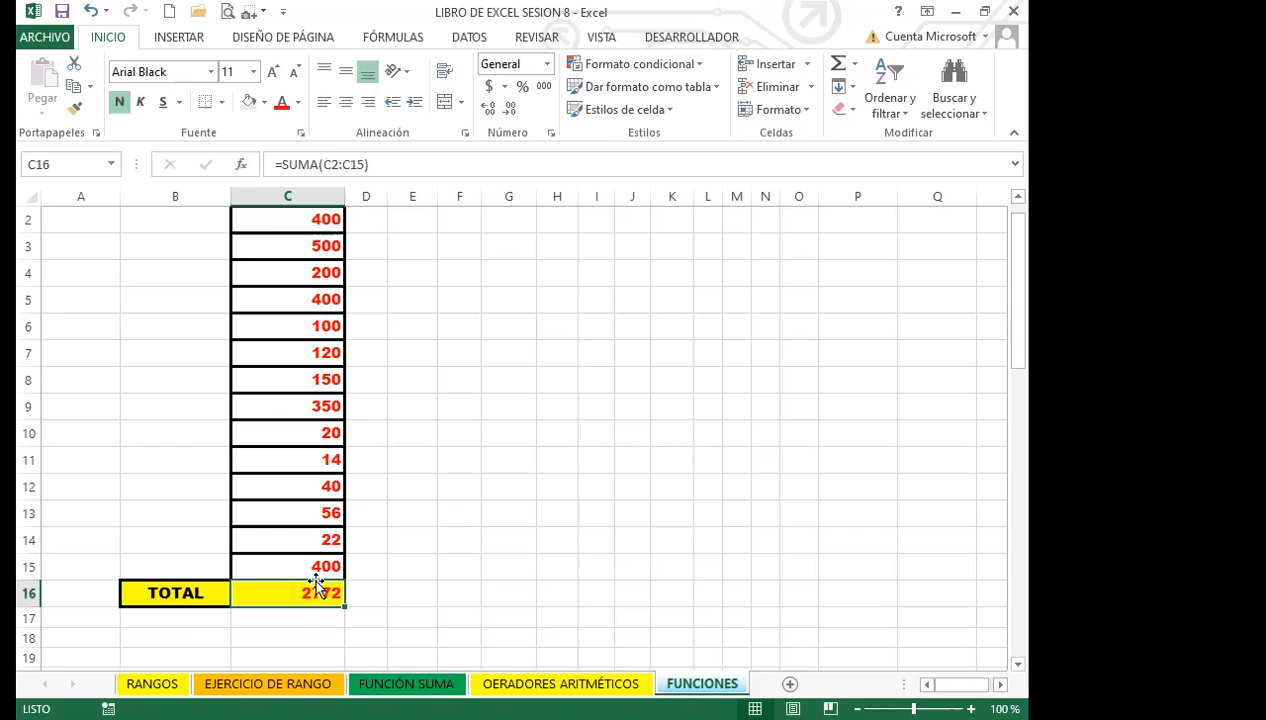 LIBRO DE EXCEL SESION 8 - Excel
?
ARCHIVO INICIO INSERTAR DISEÑO DE PÁGINA FÓRMULAS DATOS REVISAR VISTA DESARROLLADOR Cuenta Microsoft
Pegar
Arial Black 11
N K S
General
$ % 000
Formato condicional
Dar formato como tabla
Estilos de celda
Insertar
Eliminar
Formato
Ordenar y filtrar
Buscar y seleccionar
Portapapeles Fuente Alineación Número Estilos Celdas Modificar
C16 fx =SUMA(C2:C15)
A B C D E F G H I J K L M N O P Q
2 400
3 500
4 200
5 400
6 100
7 120
8 150
9 350
10 20
11 14
12 40
13 56
14 22
15 400
16 TOTAL 2772
17
18
19
RANGOS EJERCICIO DE RANGO FUNCIÓN SUMA OERADORES ARITMÉTICOS FUNCIONES
LISTO 100 %